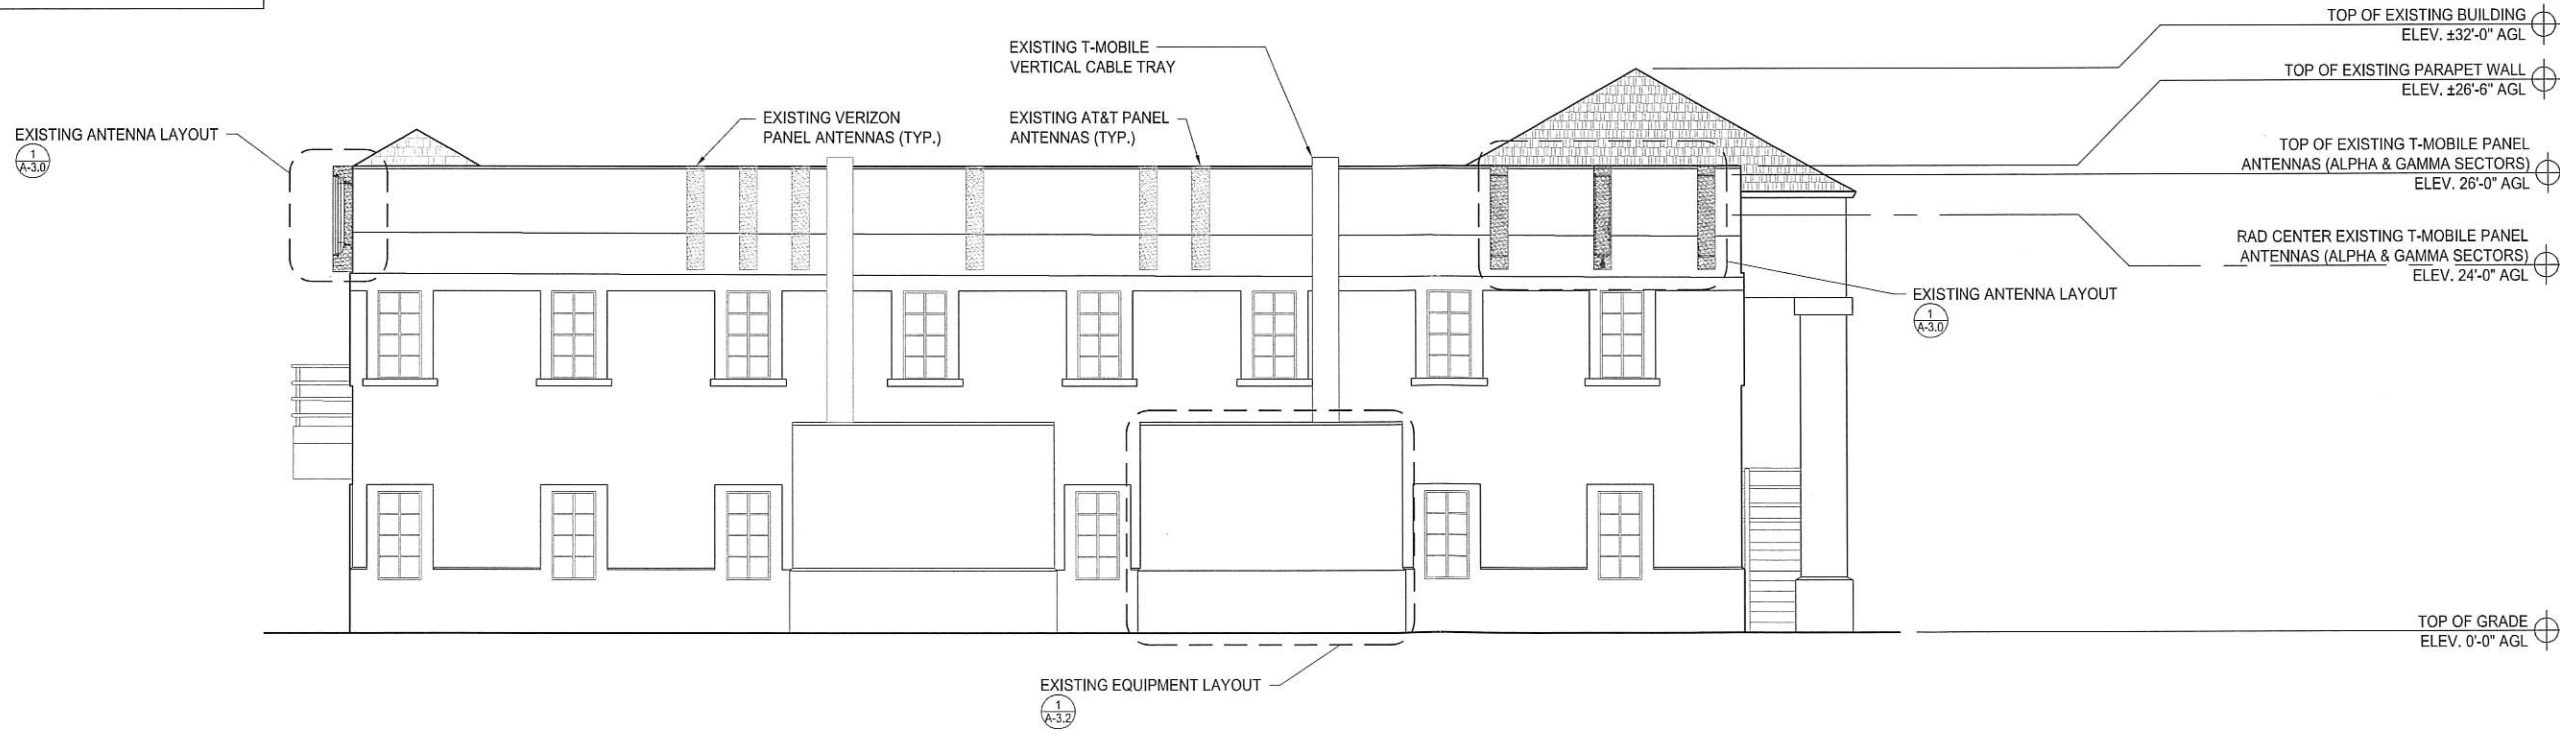 TOP OF EXISTING BUILDING
ELEV. ±32'-0" AGL
EXISTING T-MOBILE
VERTICAL CABLE TRAY
TOP OF EXISTING PARAPET WALL
ELEV. ±26'-6" AGL
EXISTING VERIZON
PANEL ANTENNAS (TYP.)
EXISTING AT&T PANEL
ANTENNAS (TYP.)
EXISTING ANTENNA LAYOUT
1
A-3.0
TOP OF EXISTING T-MOBILE PANEL
ANTENNAS (ALPHA & GAMMA SECTORS)
ELEV. 26'-0" AGL
RAD CENTER EXISTING T-MOBILE PANEL
ANTENNAS (ALPHA & GAMMA SECTORS)
ELEV. 24'-0" AGL
EXISTING ANTENNA LAYOUT
1
A-3.0
TOP OF GRADE
ELEV. 0'-0" AGL
EXISTING EQUIPMENT LAYOUT
1
A-3.2